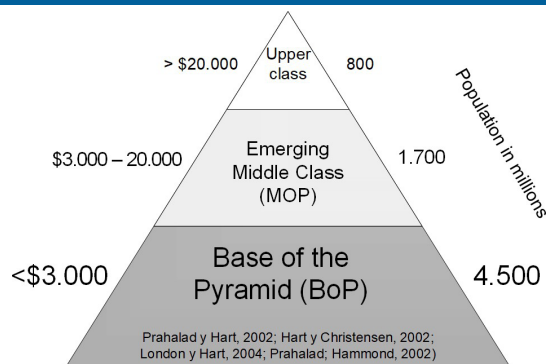 > $20.000
Upper
class
800
Population in millions
$3.000 – 20.000
Emerging
Middle Class
(MOP)
1.700
<$3.000
Base of the
Pyramid (BoP)
4.500
Prahalad y Hart, 2002; Hart y Christensen, 2002;
London y Hart, 2004; Prahalad; Hammond, 2002)